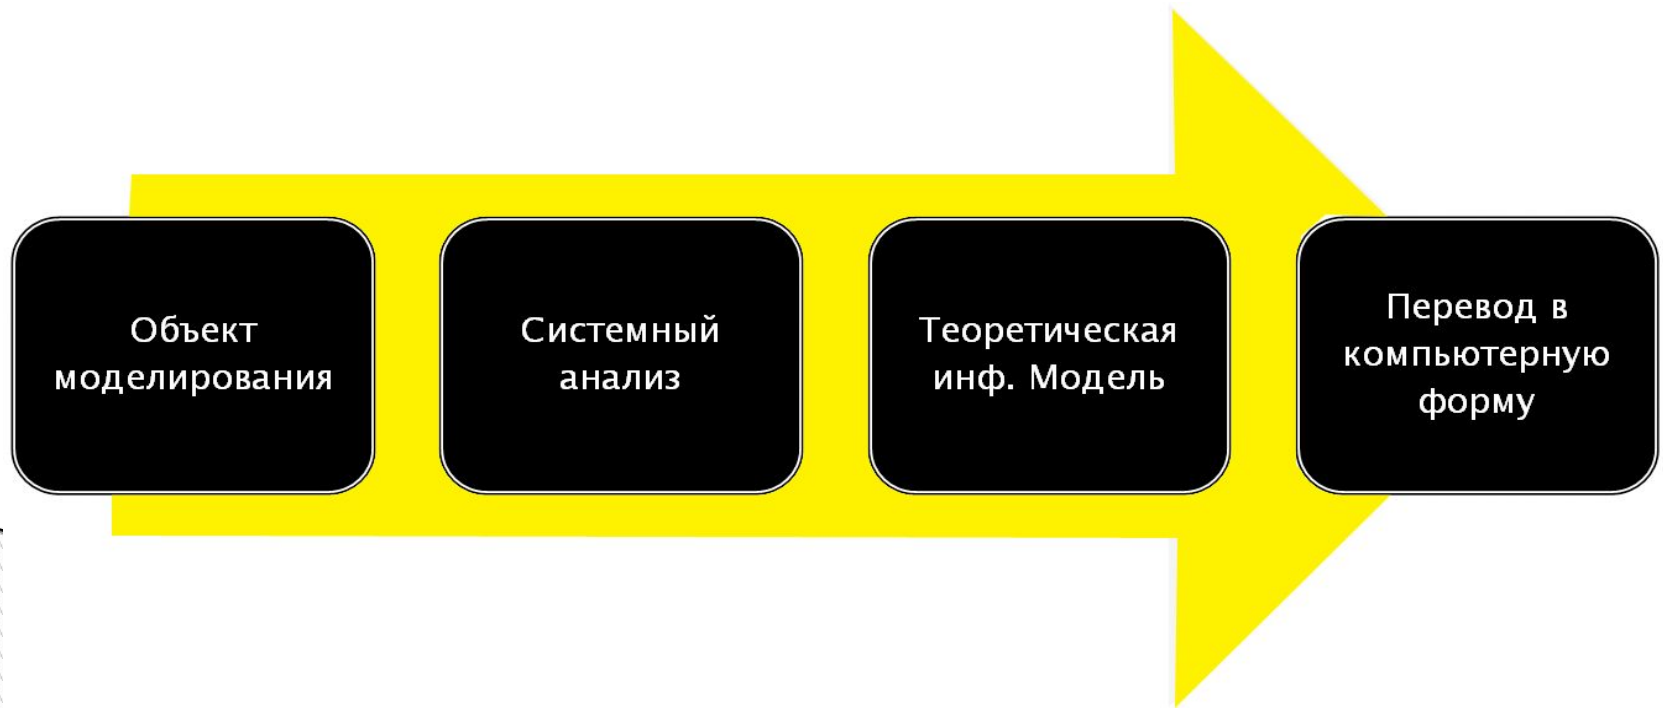 Объект
моделирования
Системный
анализ
Теоретическая
инф. Модель
Перевод в
компьютерную
форму